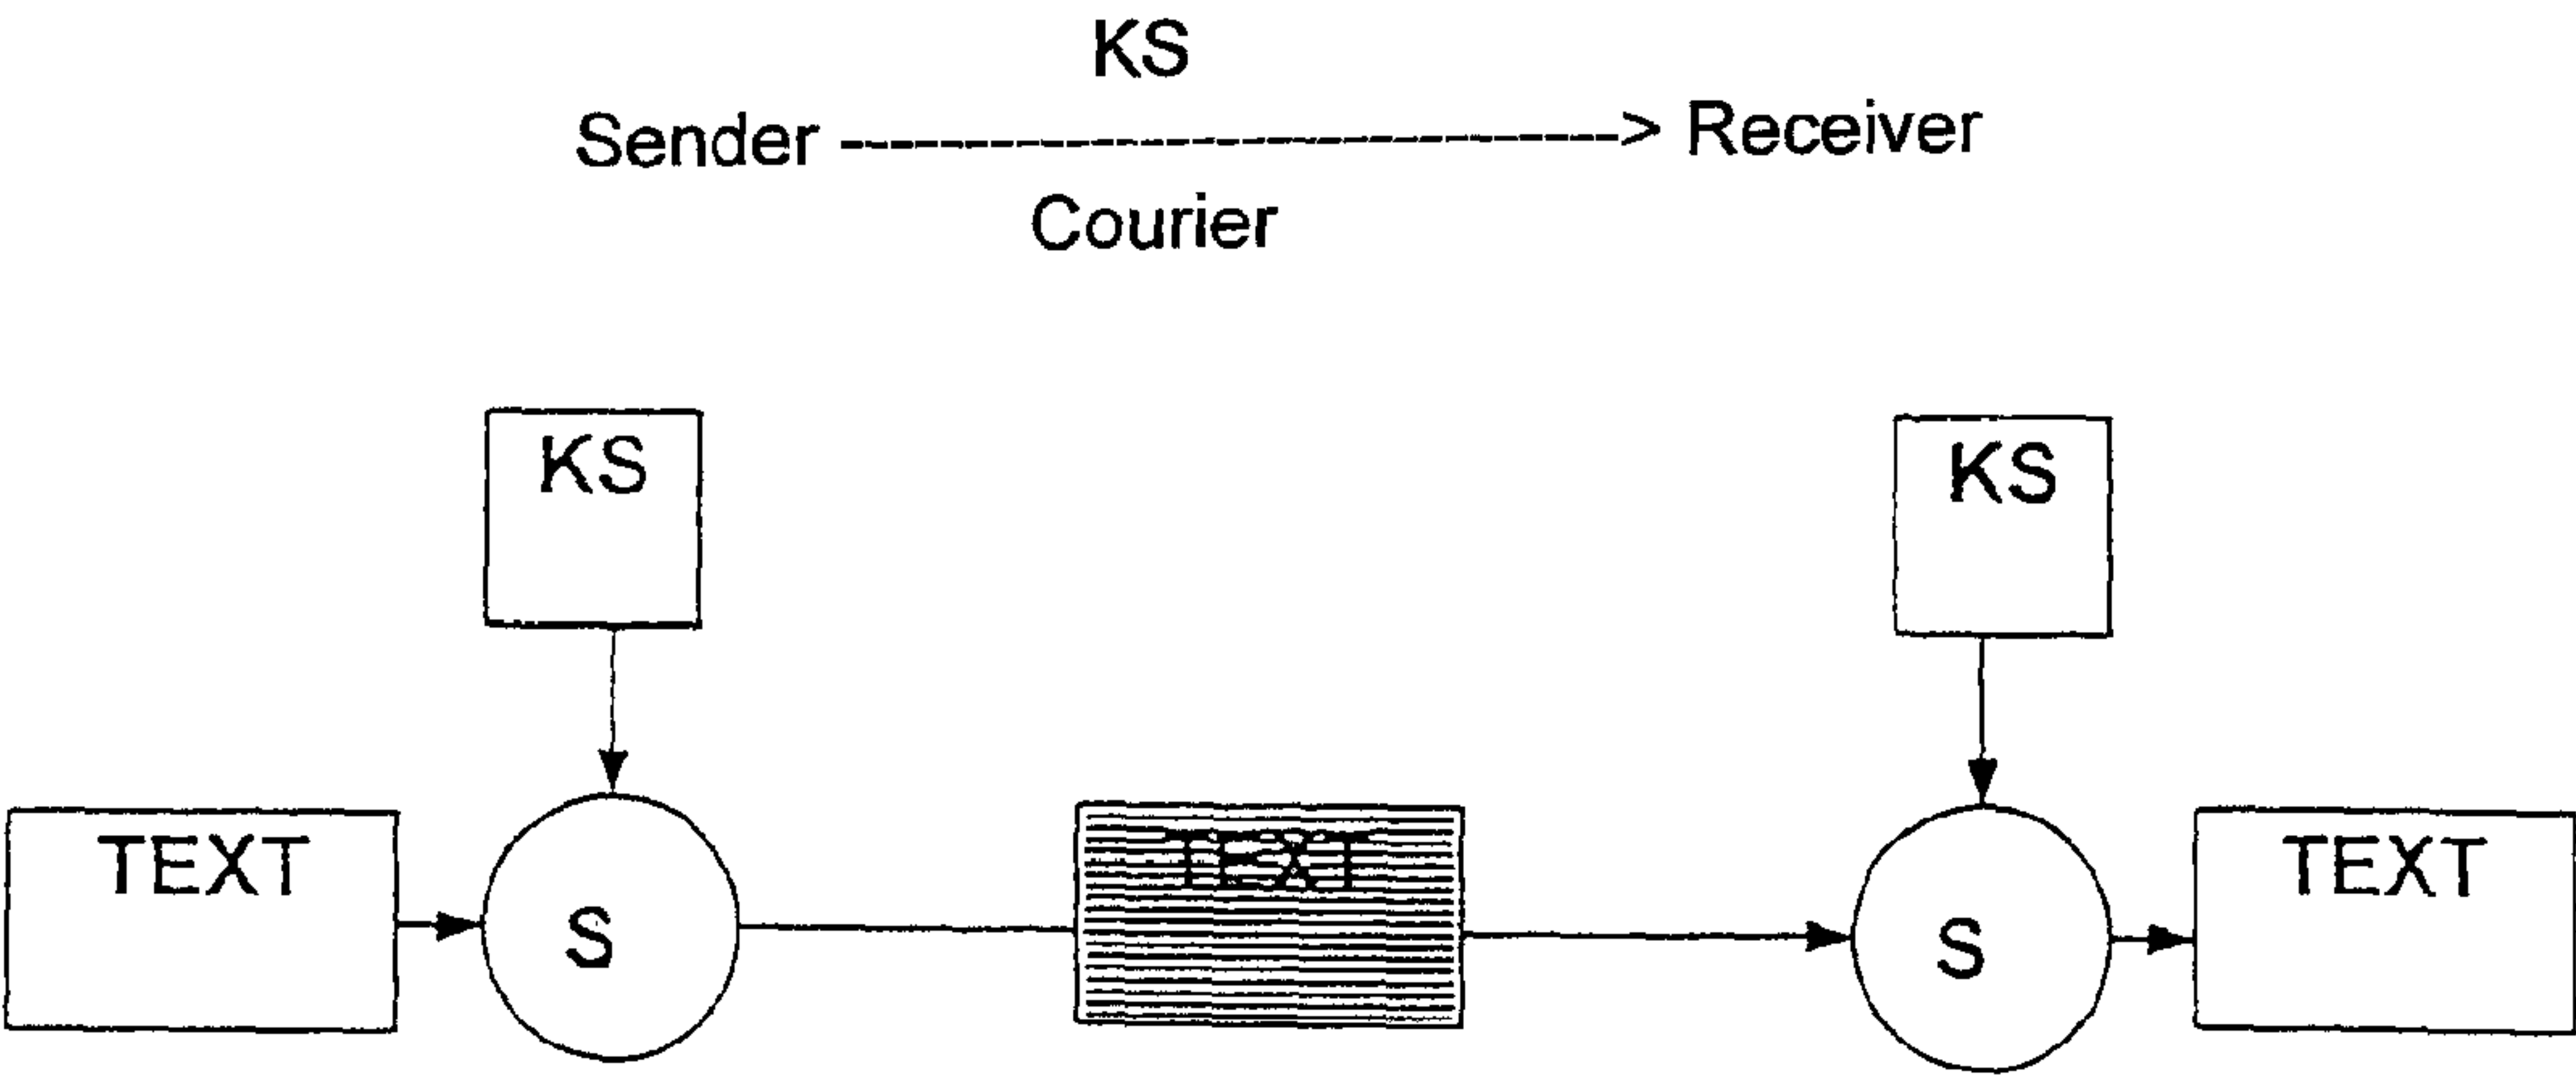 KS
Sender ----------------------> Receiver
Courier
KS KS
TEXT S TEXT S TEXT